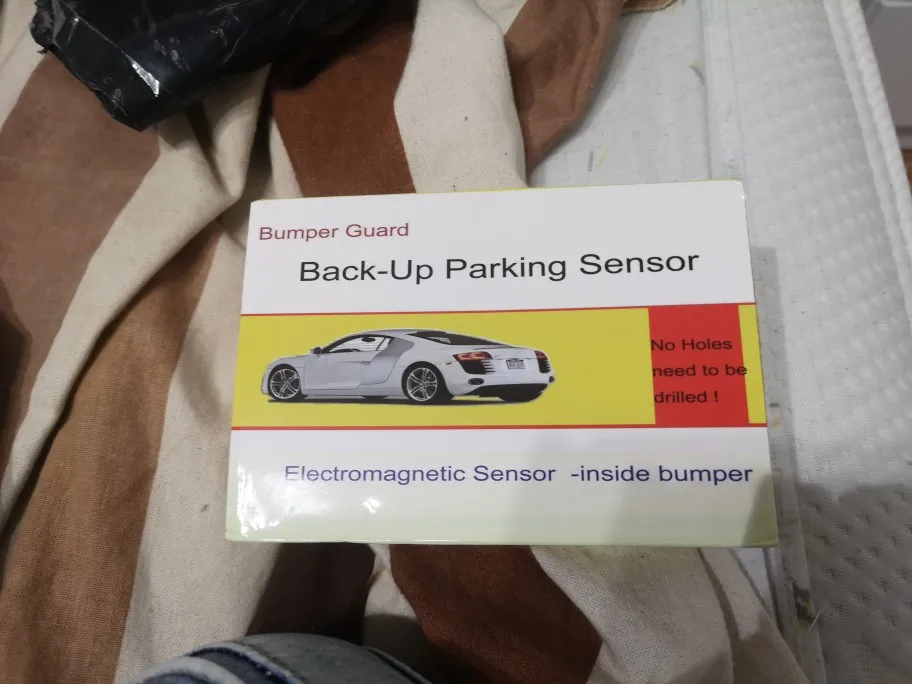 Bumper Guard
Back-Up Parking Sensor
No Holes
need to be
drilled !
Electromagnetic Sensor -inside bumper